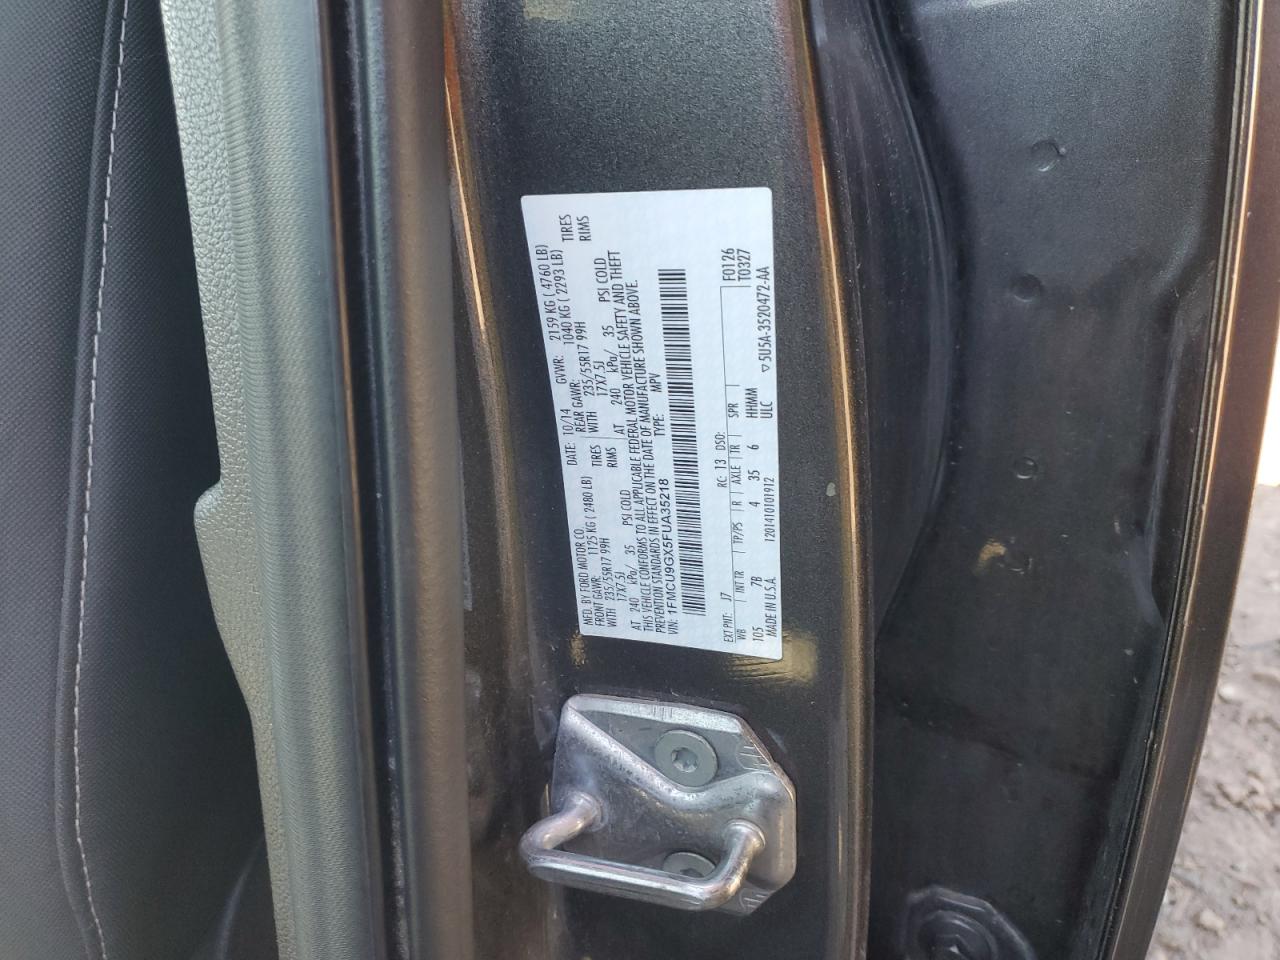 MFD. BY FORD MOTOR CO. DATE: 10/14 GVWR: 2159 KG ( 4760 LB)
FRONT GAWR: 1125 KG ( 2480 LB) REAR GAWR: 1040 KG ( 2293 LB)
WITH 235/55R17 99H TIRES WITH 235/55R17 99H TIRES
17X7.5J RIMS 17X7.5J RIMS
AT 240 kPa/ 35 PSI COLD AT 240 kPa/ 35 PSI COLD
THIS VEHICLE CONFORMS TO ALL APPLICABLE FEDERAL MOTOR VEHICLE SAFETY AND THEFT
PREVENTION STANDARDS IN EFFECT ON THE DATE OF MANUFACTURE SHOWN ABOVE.
VIN: 1FMCU9GX5FUA35218 TYPE: MPV
F0126
EXT PNT: J7 RC: 13 DSO: T0327
WB INT TR TP/PS R AXLE TR SPR
105 7B 4 35 6 HHMM ▽5U5A-3520472-AA
MADE IN U.S.A. 1201410101912 ULC